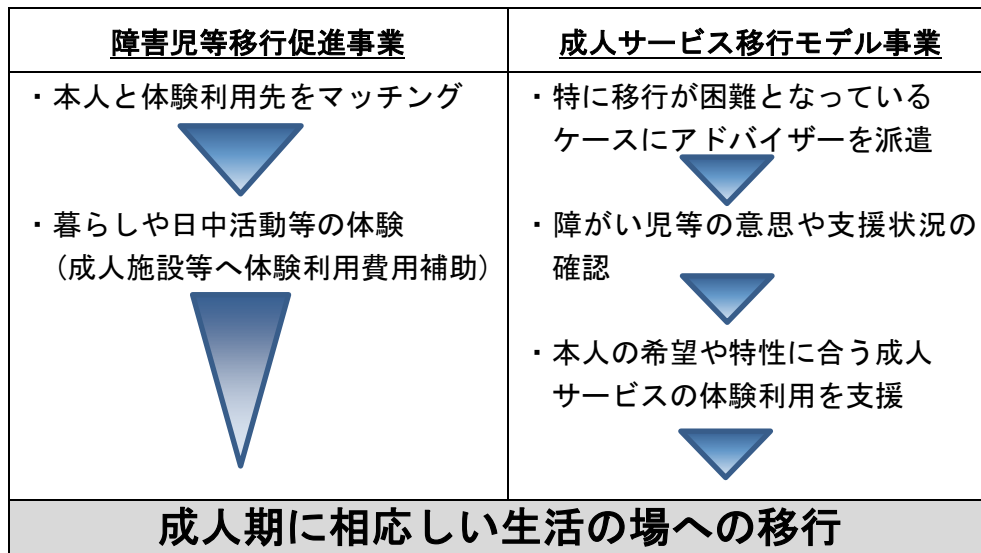 障害児等移行促進事業
・本人と体験利用先をマッチング
・暮らしや日中活動等の体験
（成人施設等へ体験利用費用補助）
成人サービス移行モデル事業
・特に移行が困難となっている
ケースにアドバイザーを派遣
・障がい児等の意思や支援状況の
確認
・本人の希望や特性に合う成人
サービスの体験利用を支援
成人期に相応しい生活の場への移行